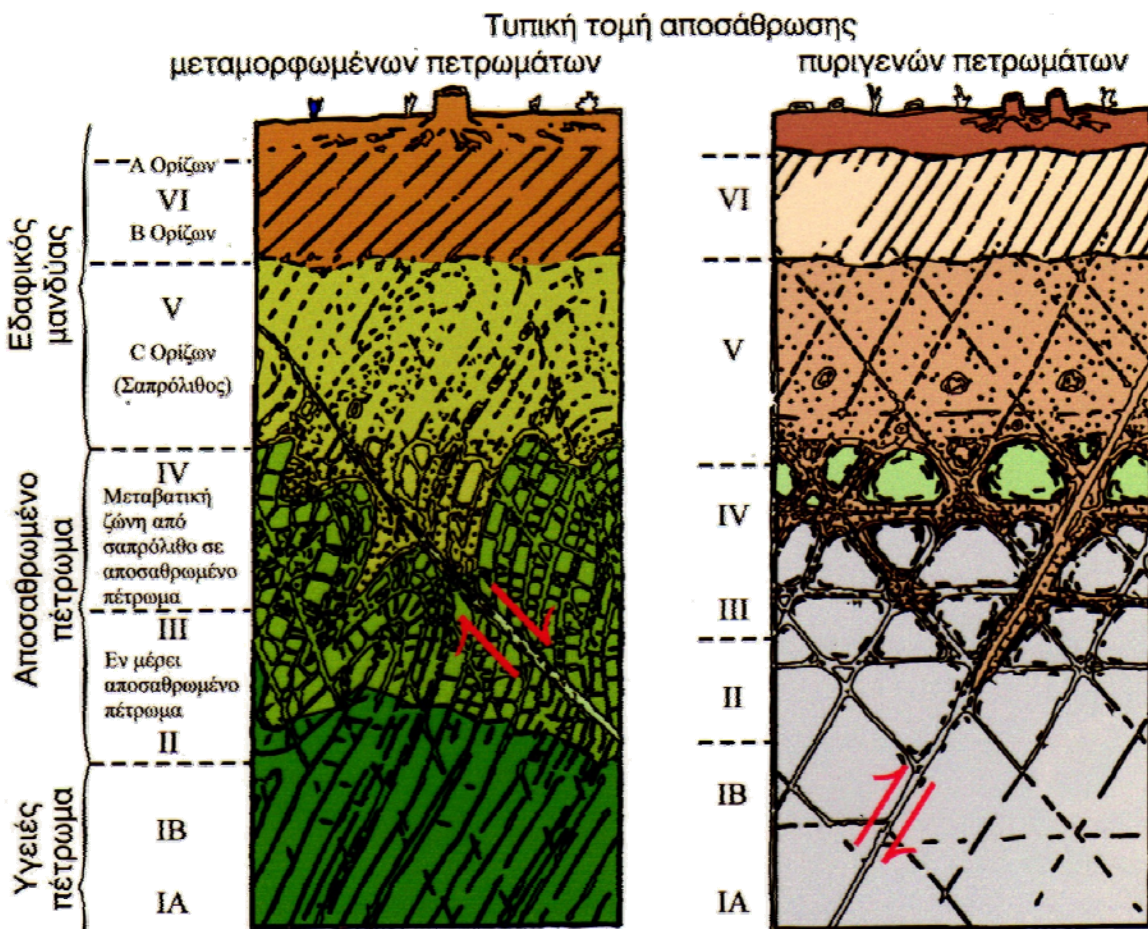 Τυπική τομή αποσάθρωσης
μεταμορφωμένων πετρωμάτων
πυριγενών πετρωμάτων
Εδαφικός
μανδύας
Α Ορίζων
VI
Β Ορίζων
V
C Ορίζων
(Σαπρόλιθος)
Αποσαθρωμένο
πέτρωμα
IV
Μεταβατική
ζώνη από
σαπρόλιθο σε
αποσαθρωμένο
πέτρωμα
III
Εν μέρει
αποσαθρωμένο
πέτρωμα
II
Υγειές
πέτρωμα
IB
IA
VI
V
IV
III
II
IB
IA